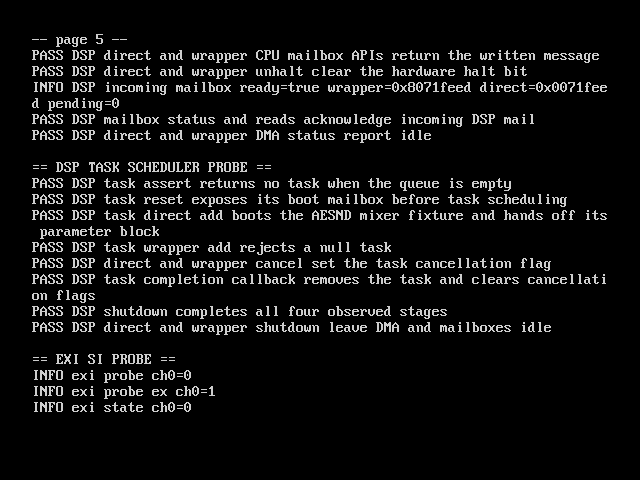 -- page 5 --
PASS DSP direct and wrapper CPU mailbox APIs return the written message
PASS DSP direct and wrapper unhalt clear the hardware halt bit
INFO DSP incoming mailbox ready=true wrapper=0x8071feed direct=0x0071fee
d pending=0
PASS DSP mailbox status and reads acknowledge incoming DSP mail
PASS DSP direct and wrapper DMA status report idle

== DSP TASK SCHEDULER PROBE ==
PASS DSP task assert returns no task when the queue is empty
PASS DSP task reset exposes its boot mailbox before task scheduling
PASS DSP task direct add boots the AESND mixer fixture and hands off its
 parameter block
PASS DSP task wrapper add rejects a null task
PASS DSP direct and wrapper cancel set the task cancellation flag
PASS DSP task completion callback removes the task and clears cancellati
on flags
PASS DSP shutdown completes all four observed stages
PASS DSP direct and wrapper shutdown leave DMA and mailboxes idle

== EXI SI PROBE ==
INFO exi probe ch0=0
INFO exi probe ex ch0=1
INFO exi state ch0=0